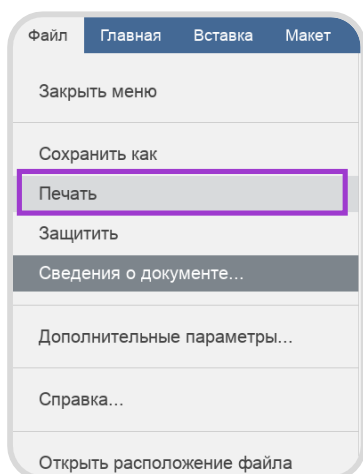 Файл Главная Вставка Макет
Закрыть меню
Сохранить как
Печать
Защитить
Сведения о документе...
Дополнительные параметры...
Справка...
Открыть расположение файла